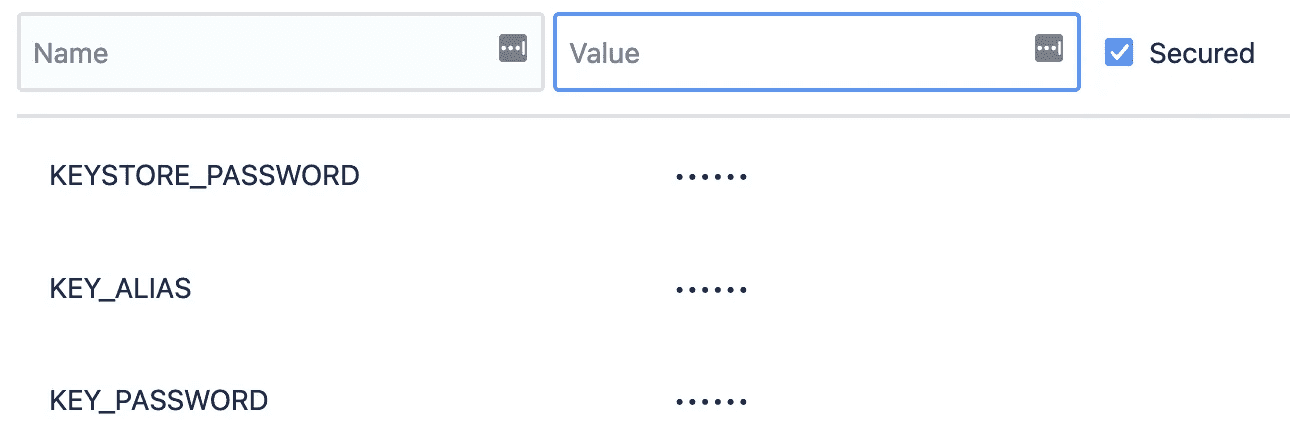 Name Value Secured
KEYSTORE_PASSWORD ••••••
KEY_ALIAS ••••••
KEY_PASSWORD ••••••